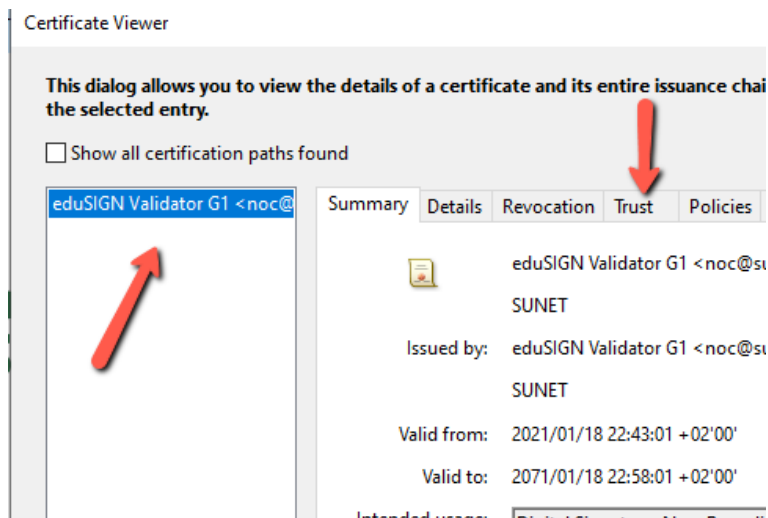 Certificate Viewer
This dialog allows you to view the details of a certificate and its entire issuance chai
the selected entry.
Show all certification paths found
eduSIGN Validator G1 <noc@
Summary Details Revocation Trust Policies
eduSIGN Validator G1 <noc@su
SUNET
Issued by: eduSIGN Validator G1 <noc@su
SUNET
Valid from: 2021/01/18 22:43:01 +02'00'
Valid to: 2071/01/18 22:58:01 +02'00'
Intended usage: